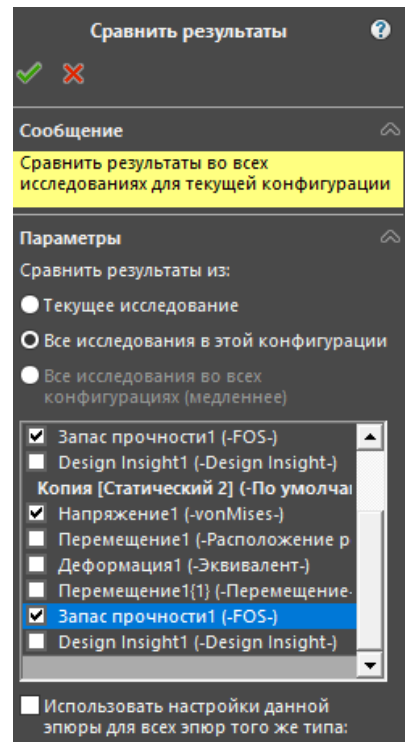 Сравнить результаты
Сообщение
Сравнить результаты во всех
исследованиях для текущей конфигурации
Параметры
Сравнить результаты из:
Текущее исследование
Все исследования в этой конфигурации
Все исследования во всех
конфигурациях (медленнее)
Запас прочности1 (-FOS-)
Design Insight1 (-Design Insight-)
Копия [Статический 2] (-По умолча
Напряжение1 (-vonMises-)
Перемещение1 (-Расположение р
Деформация1 (-Эквивалент-)
Перемещение1{1} (-Перемещение-
Запас прочности1 (-FOS-)
Design Insight1 (-Design Insight-)
Использовать настройки данной
эпюры для всех эпюр того же типа: